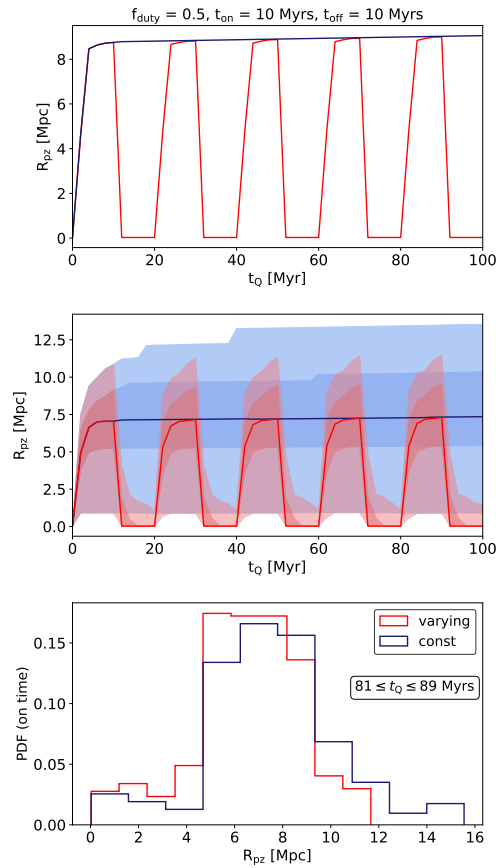 f_duty = 0.5, t_on = 10 Myrs, t_off = 10 Myrs
8
6
4
2
0
R_pz [Mpc]
0 20 40 60 80 100
t_Q [Myr]
12.5
10.0
7.5
5.0
2.5
0.0
R_pz [Mpc]
0 20 40 60 80 100
t_Q [Myr]
varying
const
81 ≤ t_Q ≤ 89 Myrs
0.15
0.10
0.05
0.00
PDF (on time)
0 2 4 6 8 10 12 14 16
R_pz [Mpc]